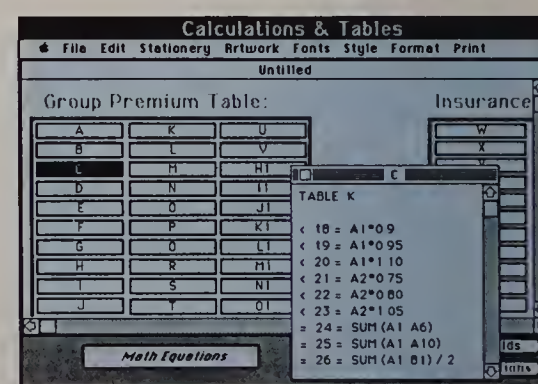 Calculations & Tables
File Edit Stationery Artwork Fonts Style Format Print
Untitled
Group Premium Table:
Insurance
A K U W
B L V X
C M H1
D N I1
E O J1
F P K1
G Q L1
H R M1
I S N1
J T O1
C
TABLE K
< 18 = A1*0.9
< 19 = A1*0.95
< 20 = A1*1.10
< 21 = A2*0.75
< 22 = A2*0.80
< 23 = A2*1.05
= 24 = SUM (A1 A6)
= 25 = SUM (A1 A10)
= 26 = SUM (A1 B1) / 2
Math Equations
lds